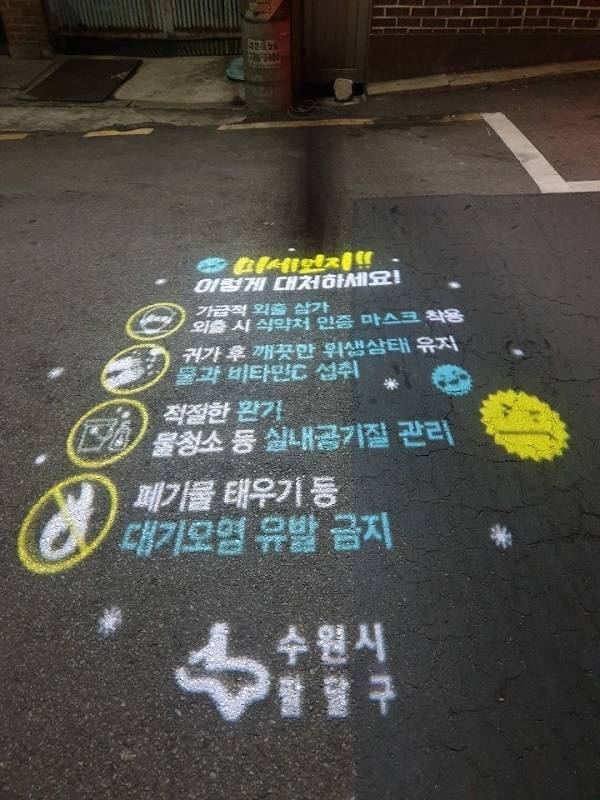 미세먼지!!
이렇게 대처하세요!
가급적 외출 삼가
외출 시 식약처 인증 마스크 착용
귀가 후 깨끗한 위생상태 유지
물과 비타민C 섭취
적절한 환기
물청소 등 실내공기질 관리
폐기물 태우기 등
대기오염 유발 금지
수원시
팔달구